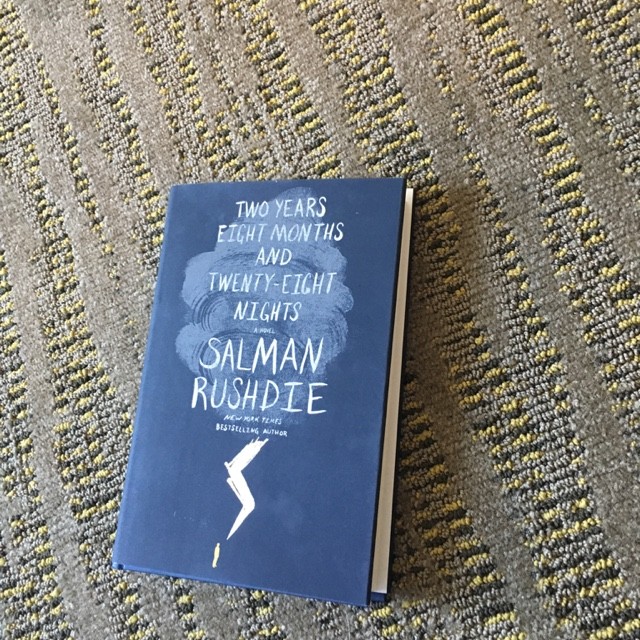 TWO YEARS
EIGHT MONTHS
AND
TWENTY-EIGHT
NIGHTS
A NOVEL
SALMAN
RUSHDIE
NEW YORK TIMES
BESTSELLING AUTHOR